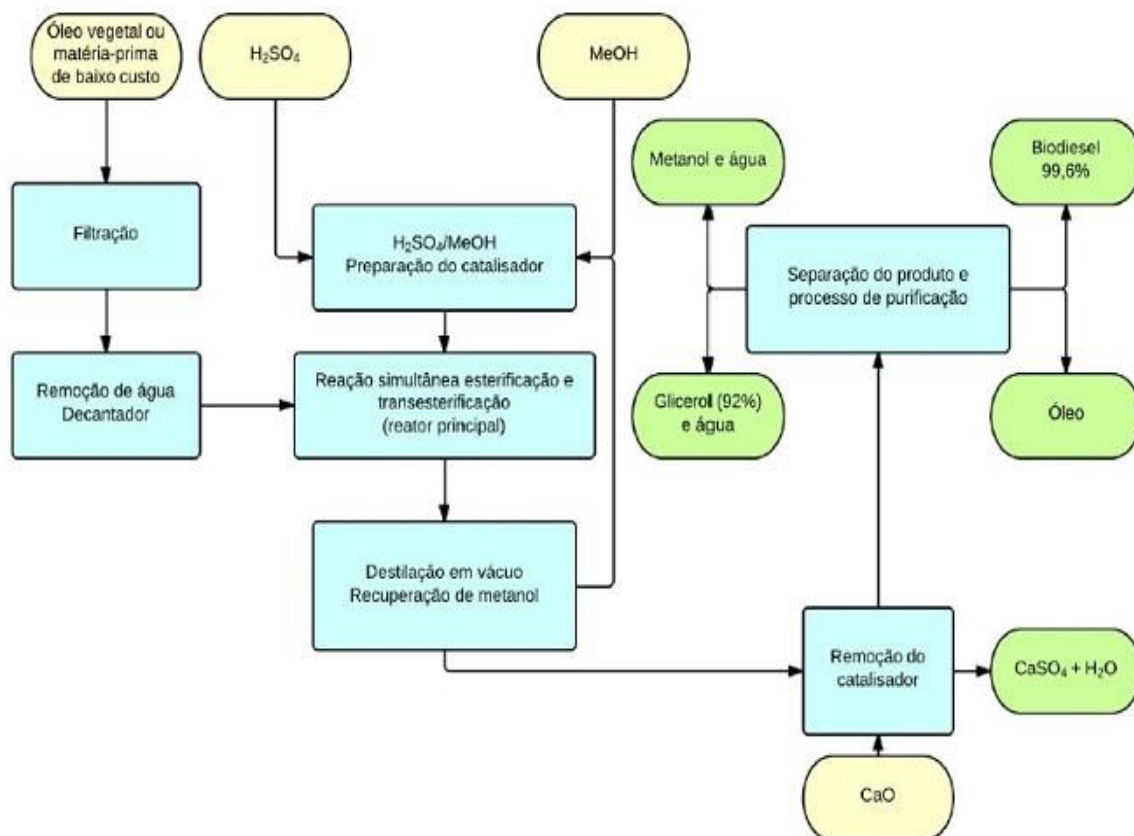 Óleo vegetal ou
matéria-prima
de baixo custo
H₂SO₄
MeOH
Filtração
H₂SO₄/MeOH
Preparação do catalisador
Metanol e água
Biodiesel
99,6%
Separação do produto e
processo de purificação
Remoção de água
Decantador
Reação simultânea esterificação e
transesterificação
(reator principal)
Glicerol (92%)
e água
Óleo
Destilação em vácuo
Recuperação de metanol
Remoção do
catalisador
CaSO₄ + H₂O
CaO